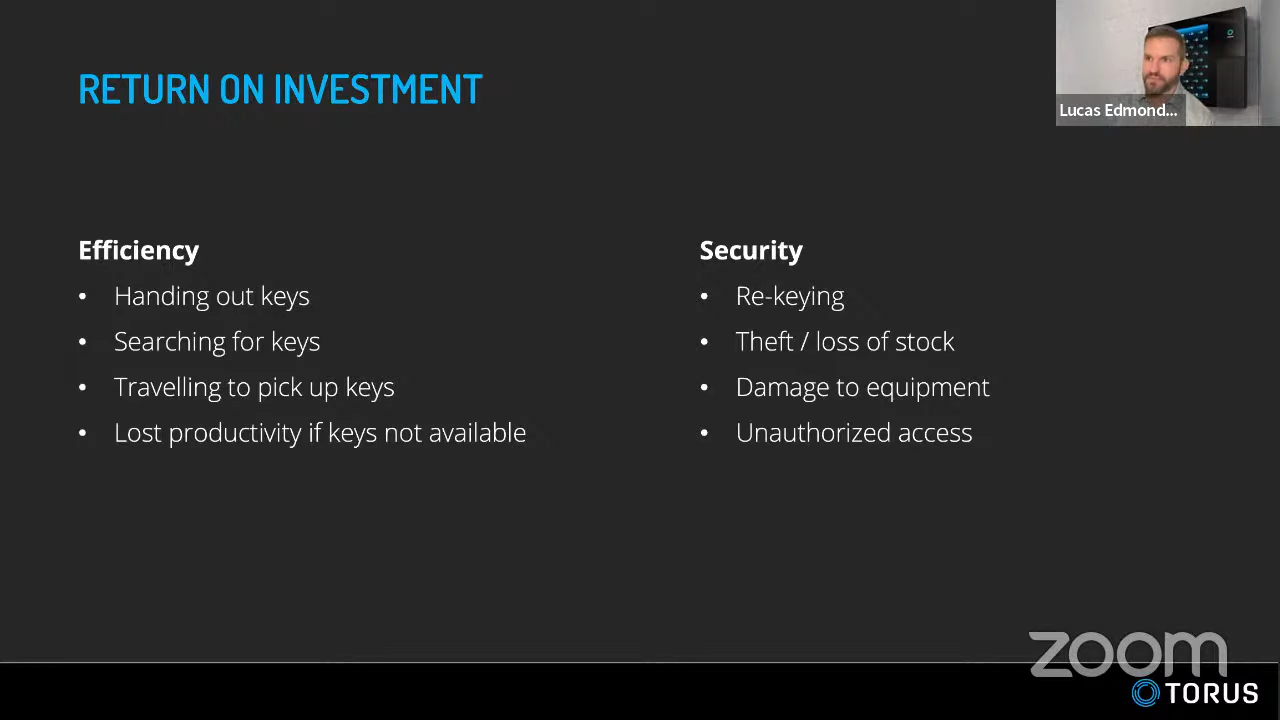 RETURN ON INVESTMENT
Lucas Edmond...
Efficiency
• Handing out keys
• Searching for keys
• Travelling to pick up keys
• Lost productivity if keys not available
Security
• Re-keying
• Theft / loss of stock
• Damage to equipment
• Unauthorized access
zoom
TORUS